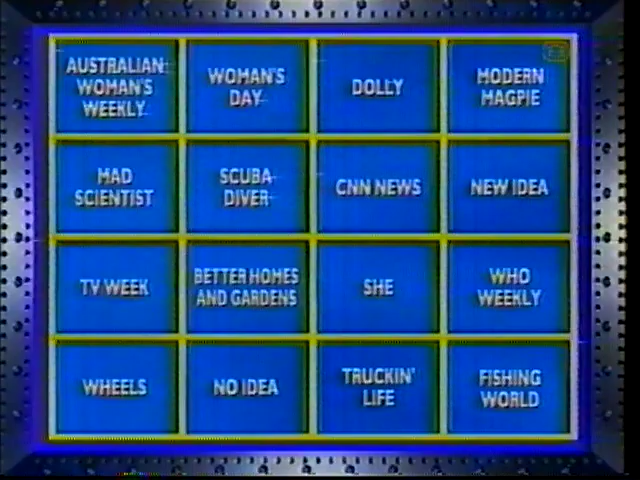 AUSTRALIAN
WOMAN'S
WEEKLY
WOMAN'S
DAY
DOLLY
MODERN
MAGPIE
MAD
SCIENTIST
SCUBA
DIVER
CNN NEWS
NEW IDEA
TV WEEK
BETTER HOMES
AND GARDENS
SHE
WHO
WEEKLY
WHEELS
NO IDEA
TRUCKIN'
LIFE
FISHING
WORLD